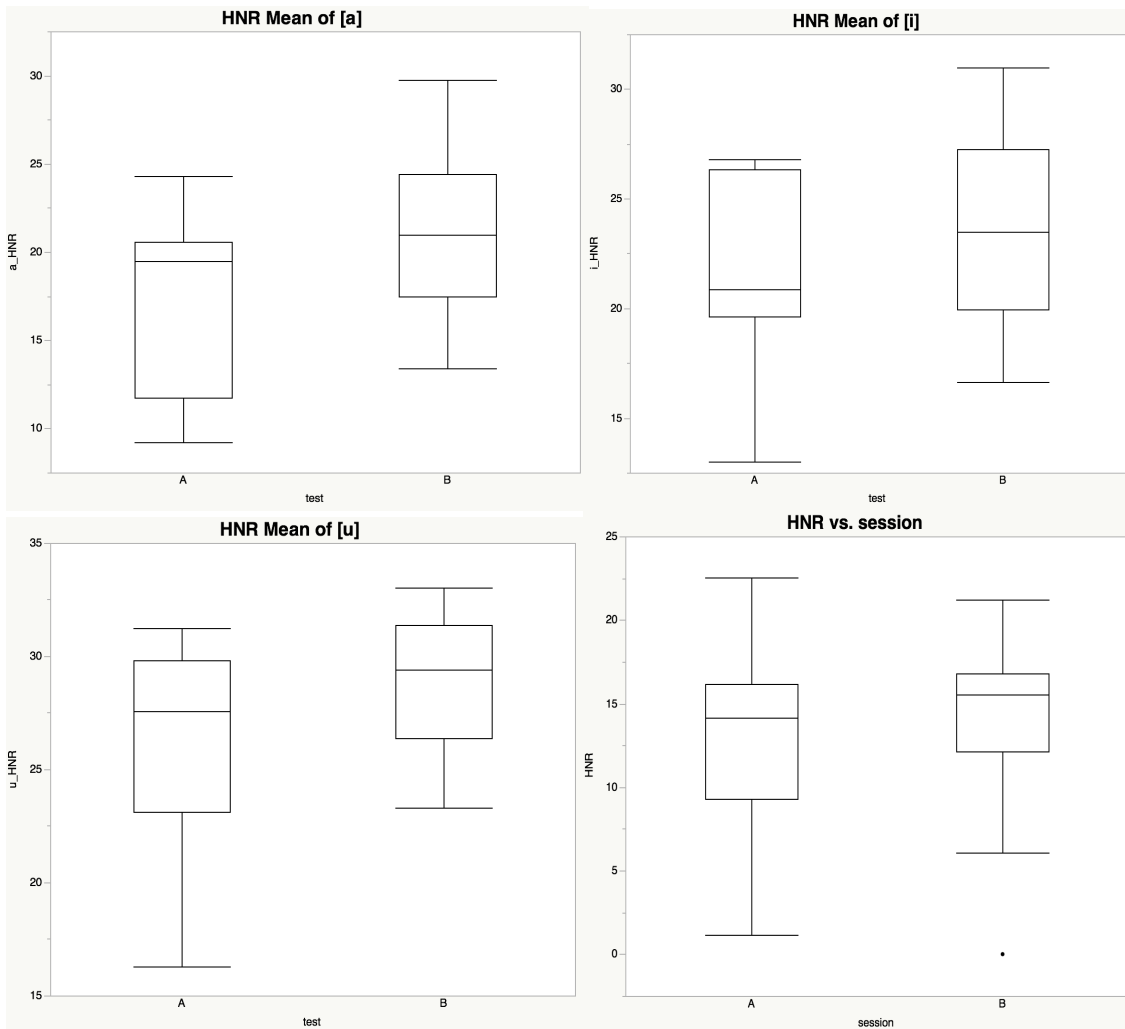 HNR Mean of [a]
30
25
20
15
10
a_HNR
A
B
test
HNR Mean of [i]
30
25
20
15
i_HNR
A
B
test
HNR Mean of [u]
35
30
25
20
15
u_HNR
A
B
test
HNR vs. session
25
20
15
10
5
0
HNR
A
B
session